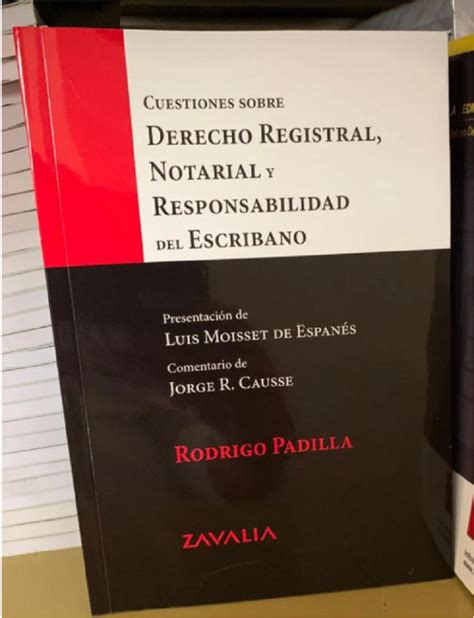 CUESTIONES SOBRE
DERECHO REGISTRAL,
NOTARIAL Y
RESPONSABILIDAD
DEL ESCRIBANO
Presentación de
LUIS MOISSET DE ESPANÉS
Comentario de
JORGE R. CAUSSE
RODRIGO PADILLA
ZAVALIA